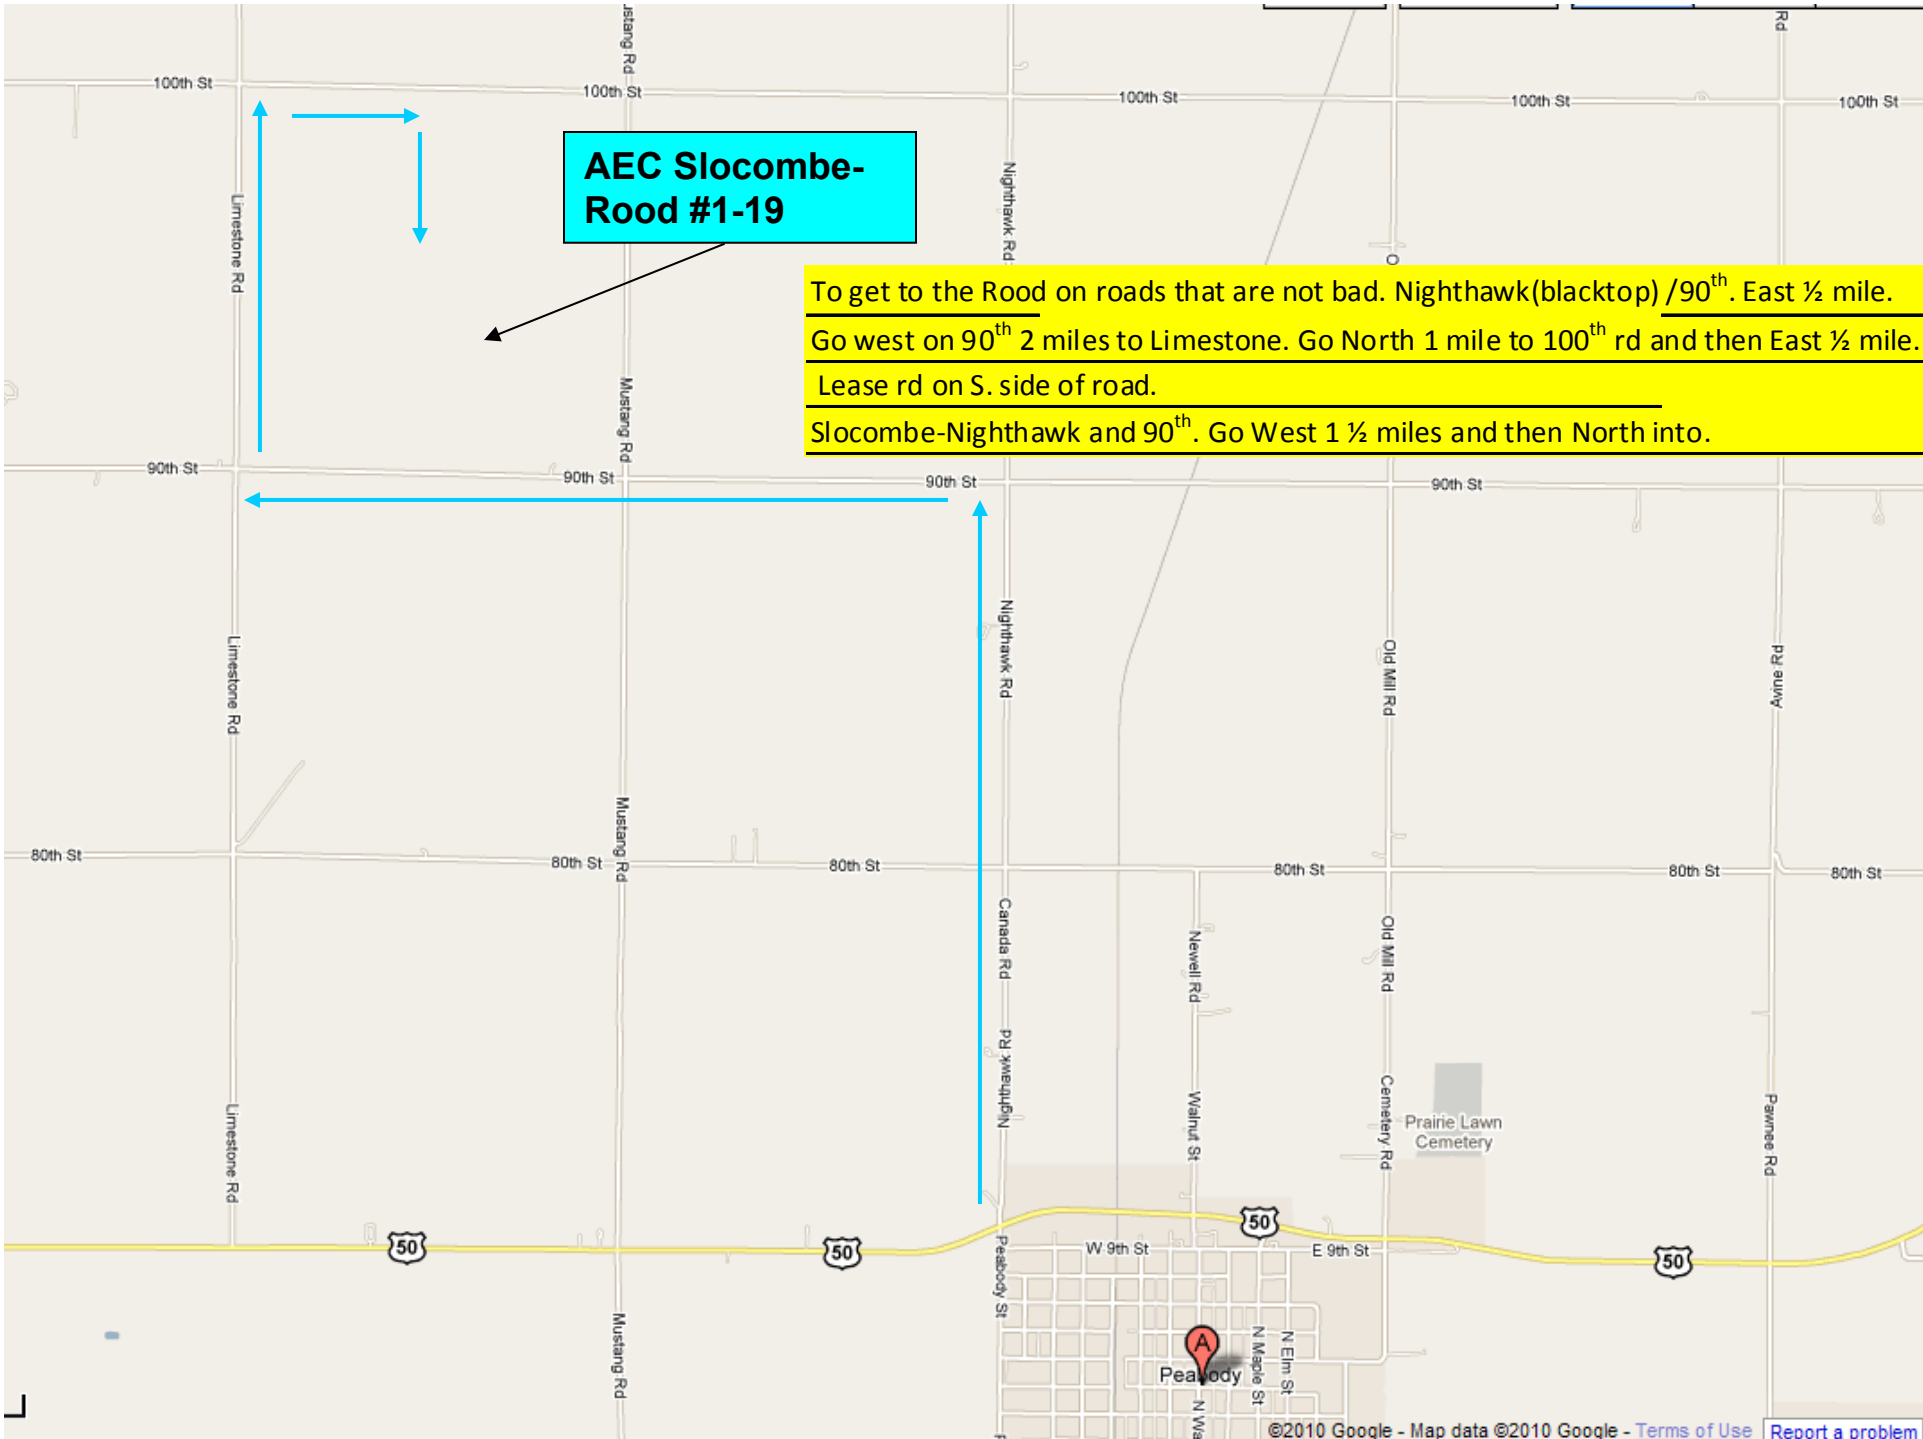 ustang Rd
Rd
100th St
100th St
100th St
100th St
100th St
AEC Slocombe-
Rood #1-19
Limestone Rd
Nighthawk Rd
O
To get to the Rood on roads that are not bad. Nighthawk(blacktop) /90th. East ½ mile.
Go west on 90th 2 miles to Limestone. Go North 1 mile to 100th rd and then East ½ mile.
Lease rd on S. side of road.
Slocombe-Nighthawk and 90th. Go West 1 ½ miles and then North into.
Mustang Rd
90th St
90th St
90th St
90th St
Limestone Rd
Nighthawk Rd
Old Mill Rd
Avine Rd
80th St
80th St
80th St
80th St
80th St
80th St
Mustang Rd
Canada Rd
Newell Rd
Old Mill Rd
Nighthawk Rd
Limestone Rd
Walnut St
Cemetery Rd
Prairie Lawn
Cemetery
Pawnee Rd
50
50
50
50
W 9th St
E 9th St
Peabody St
Mustang Rd
A
Peabody
N Maple St
N Elm St
N Wa
P
©2010 Google - Map data ©2010 Google - Terms of Use
Report a problem